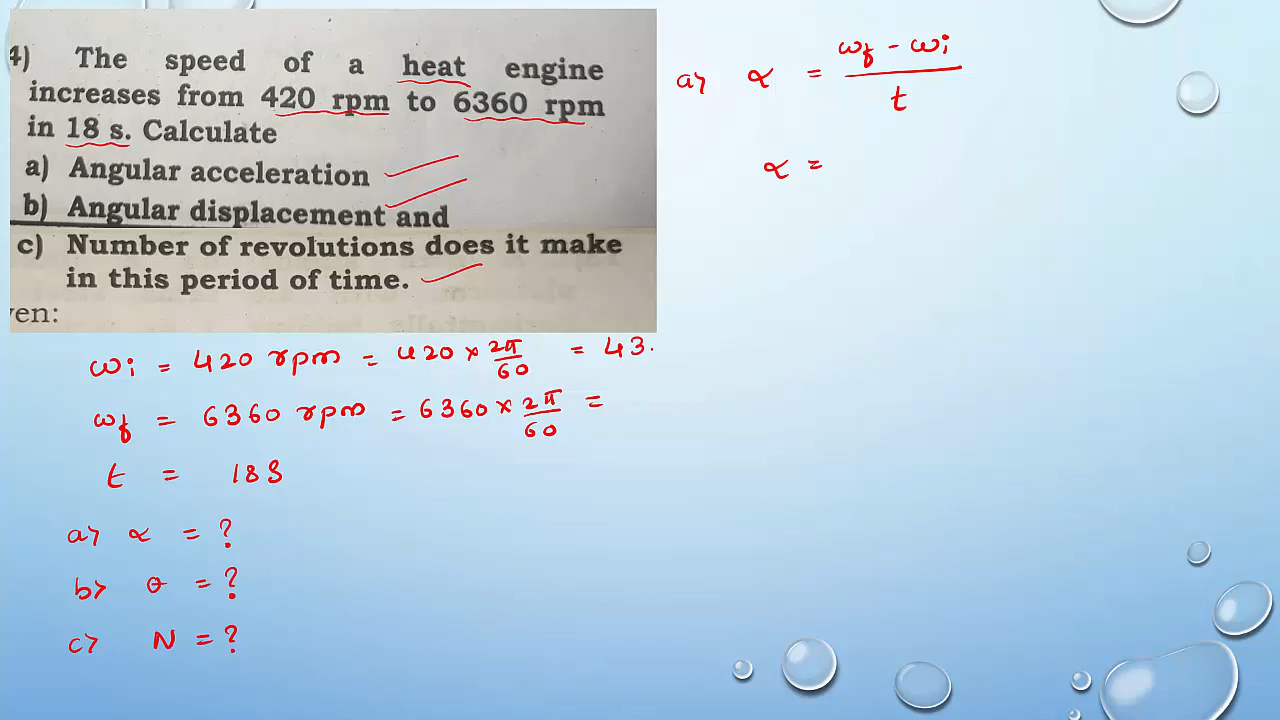 4) The speed of a heat engine
increases from 420 rpm to 6360 rpm
in 18 s. Calculate
a) Angular acceleration
b) Angular displacement and
c) Number of revolutions does it make
in this period of time.
ven:
ωi = 420 rpm = 420 × 2π/60 = 43.
ωf = 6360 rpm = 6360 × 2π/60 =
t = 18S
a> α = ?
b> θ = ?
c> N = ?
a> α = ωf - ωi / t
α =